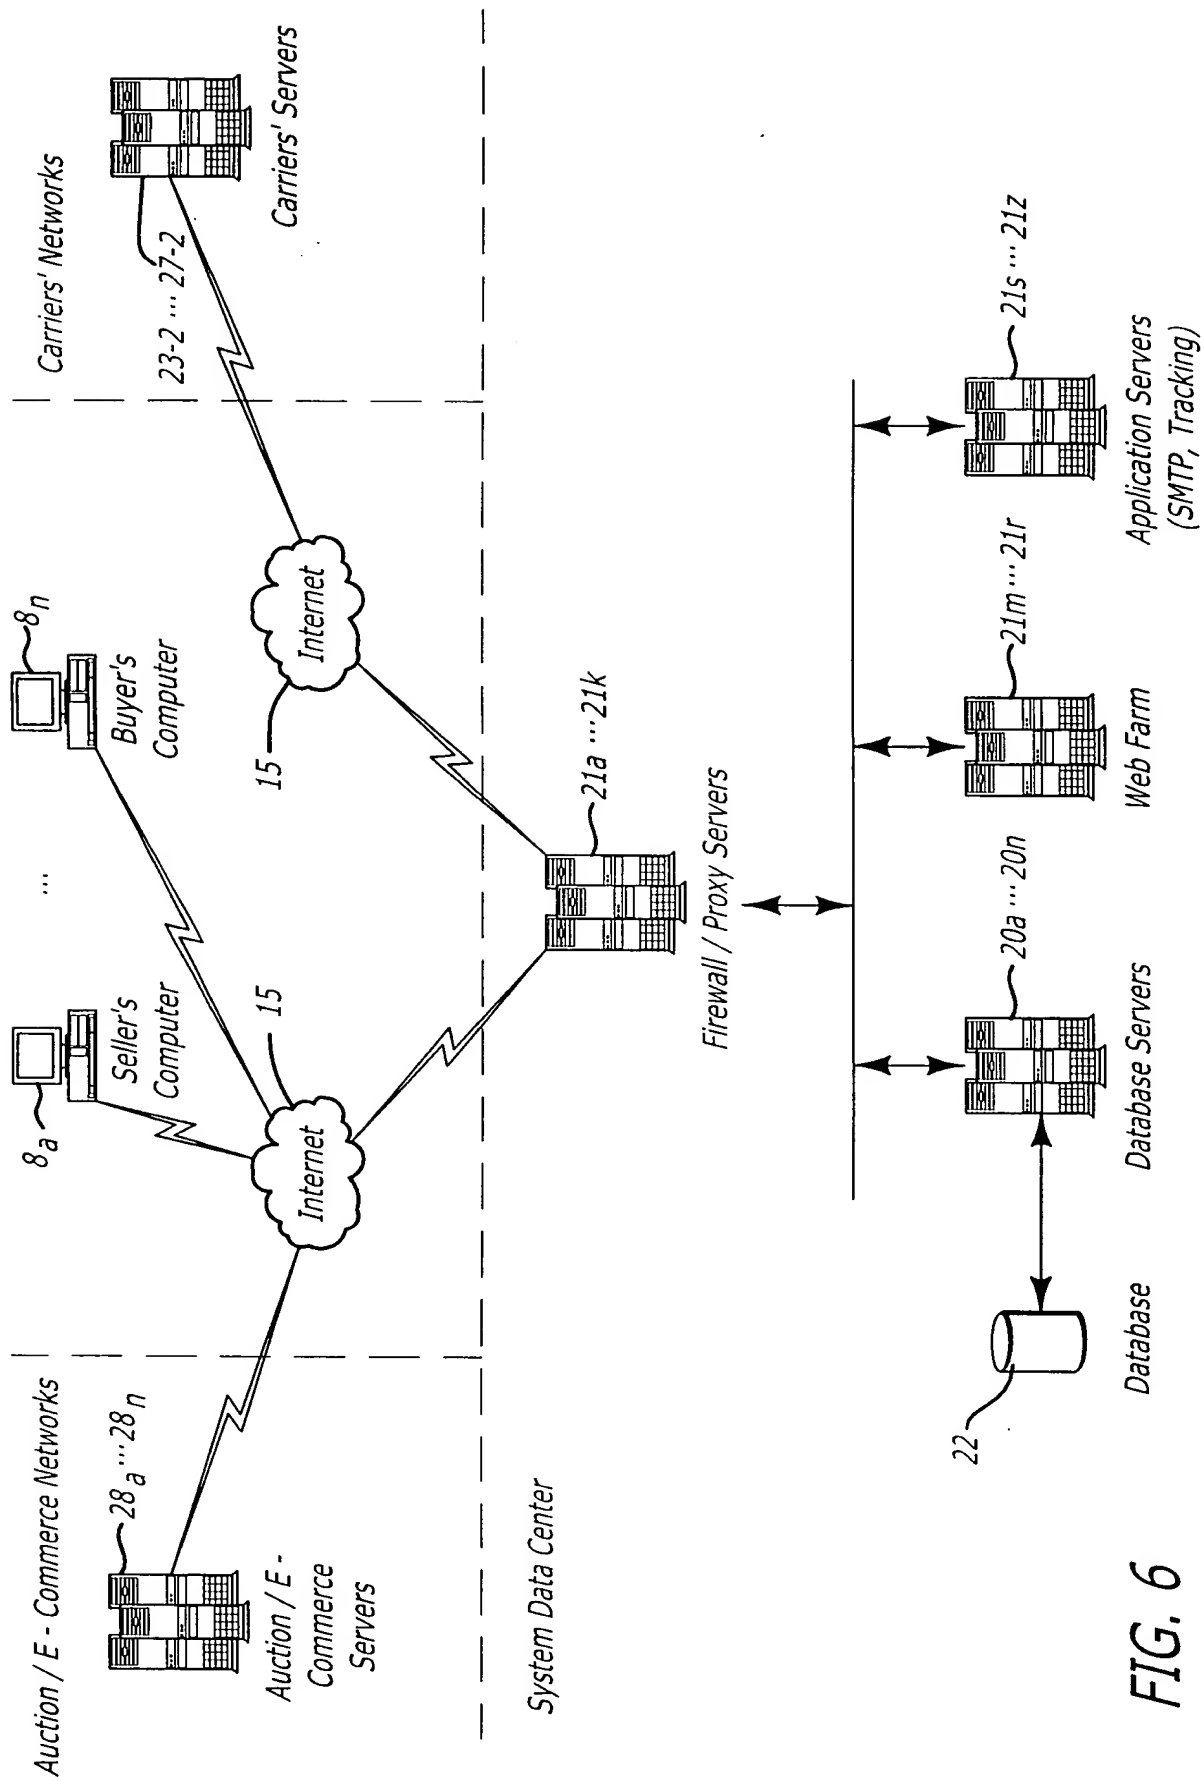 Auction / E - Commerce Networks
Carriers' Networks
28a ... 28n
8a
Seller's
Computer
...
8n
Buyer's
Computer
23-2 ... 27-2
Auction / E -
Commerce
Servers
Internet
15
15
Internet
Carriers' Servers
System Data Center
21a ... 21k
Firewall / Proxy Servers
22
20a ... 20n
21m ... 21r
21s ... 21z
Database
Database Servers
Web Farm
Application Servers
(SMTP, Tracking)
FIG. 6